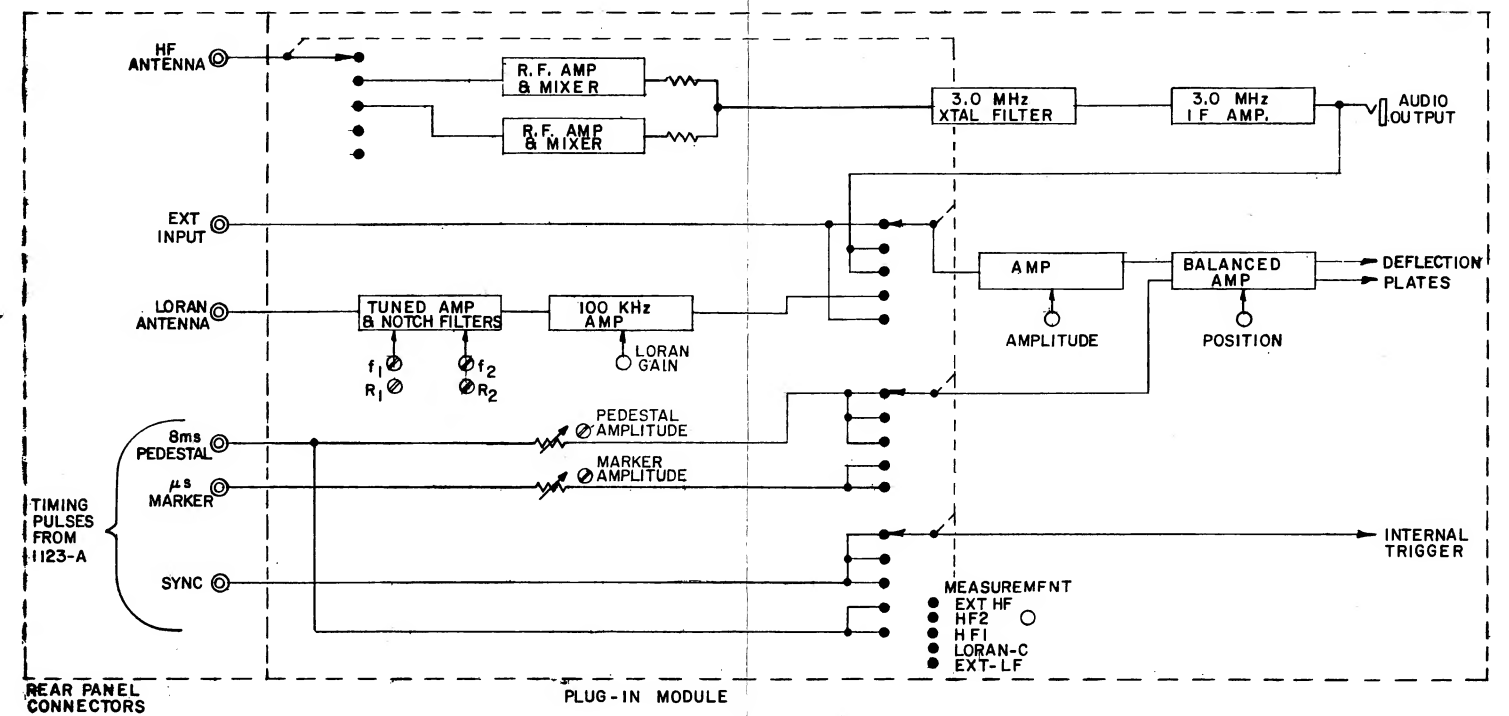 HF
ANTENNA
R.F. AMP
& MIXER
R.F. AMP
& MIXER
3.0 MHz
XTAL FILTER
3.0 MHz
IF AMP.
AUDIO
OUTPUT
EXT
INPUT
AMP
BALANCED
AMP
DEFLECTION
PLATES
AMPLITUDE
POSITION
LORAN
ANTENNA
TUNED AMP
& NOTCH FILTERS
100 KHz
AMP
LORAN
GAIN
f1
f2
R1
R2
8ms
PEDESTAL
PEDESTAL
AMPLITUDE
μs
MARKER
MARKER
AMPLITUDE
TIMING
PULSES
FROM
1123-A
SYNC
INTERNAL
TRIGGER
MEASUREMENT
EXT HF
HF2
HF1
LORAN-C
EXT-LF
REAR PANEL
CONNECTORS
PLUG-IN MODULE